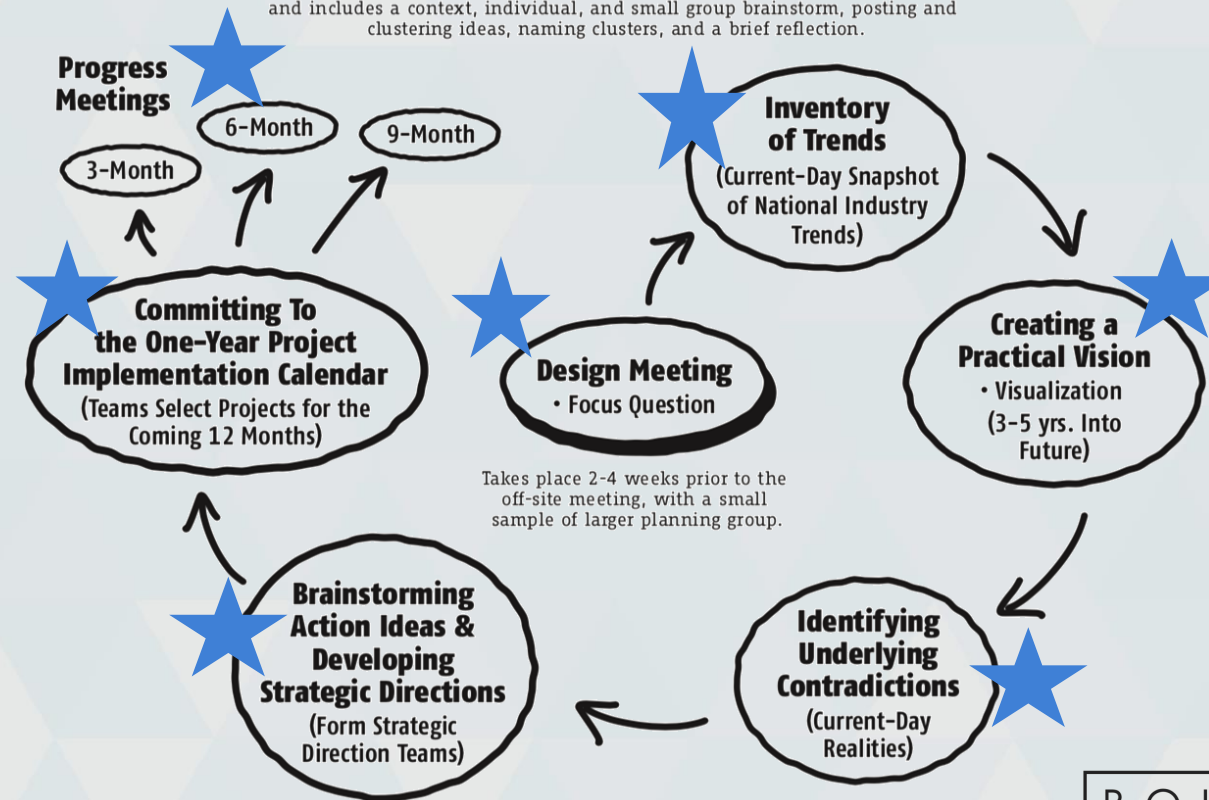 and includes a context, individual, and small group brainstorm, posting and
clustering ideas, naming clusters, and a brief reflection.
Progress
Meetings
3-Month
6-Month
9-Month
Inventory
of Trends
(Current-Day Snapshot
of National Industry
Trends)
Creating a
Practical Vision
• Visualization
(3-5 yrs. Into
Future)
Committing To
the One-Year Project
Implementation Calendar
(Teams Select Projects for the
Coming 12 Months)
Design Meeting
• Focus Question
Takes place 2-4 weeks prior to the
off-site meeting, with a small
sample of larger planning group.
Brainstorming
Action Ideas &
Developing
Strategic Directions
(Form Strategic
Direction Teams)
Identifying
Underlying
Contradictions
(Current-Day
Realities)